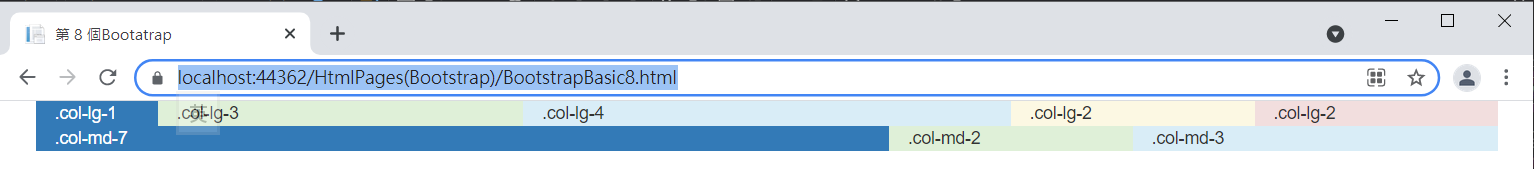 第 8 個Bootatrap
localhost:44362/HtmlPages(Bootstrap)/BootstrapBasic8.html
.col-lg-1 .col-lg-3 .col-lg-4 .col-lg-2 .col-lg-2
英
.col-md-7 .col-md-2 .col-md-3